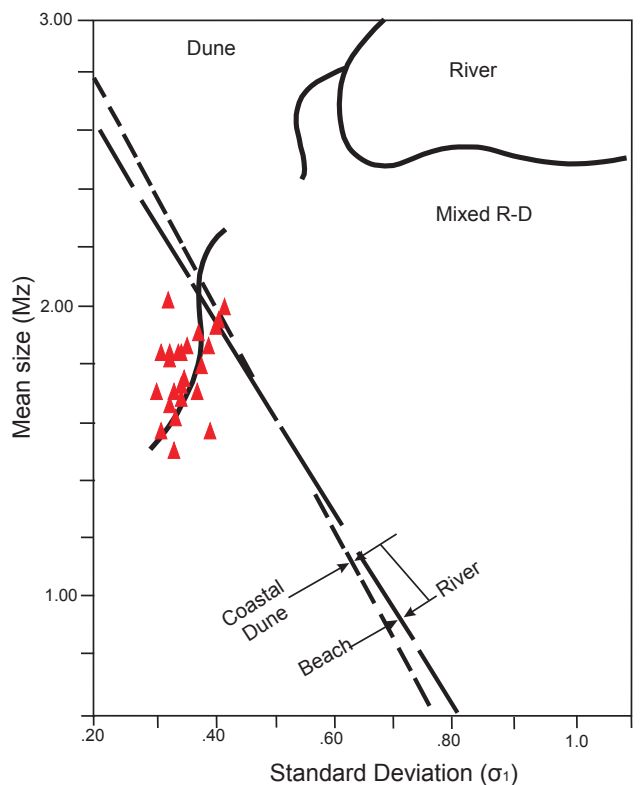 3.00
Dune
River
Mixed R-D
2.00
Mean size (Mz)
1.00
Coastal
Dune
River
Beach
.20
.40
.60
.80
1.0
Standard Deviation (σ₁)